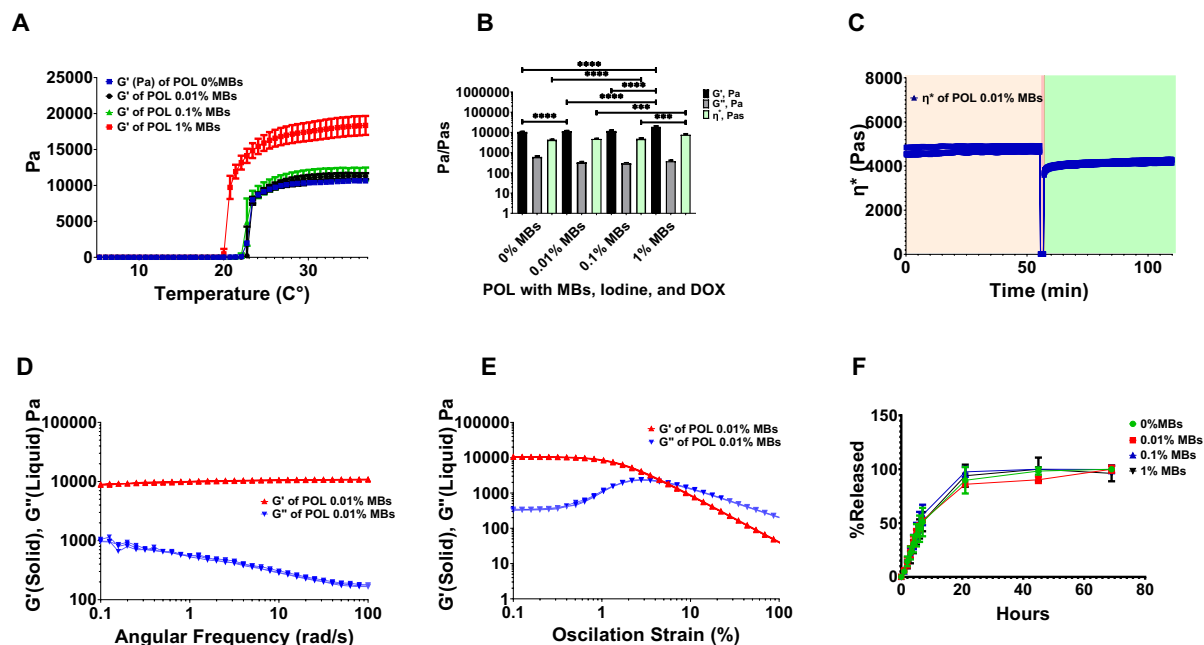 A
25000
20000
15000
10000
5000
0
Pa
10
20
30
Temperature (C°)
G' (Pa) of POL 0%MBs
G' of POL 0.01% MBs
G' of POL 0.1% MBs
G' of POL 1% MBs
B
1000000
100000
10000
1000
100
10
1
Pa/Pas
****
****
****
****
***
****
***
G', Pa
G'', Pa
η*, Pas
0% MBs
0.01% MBs
0.1% MBs
1% MBs
POL with MBs, Iodine, and DOX
C
8000
6000
4000
2000
0
η* (Pas)
η* of POL 0.01% MBs
0
50
100
Time (min)
D
100000
10000
1000
100
G'(Solid), G''(Liquid) Pa
G' of POL 0.01% MBs
G'' of POL 0.01% MBs
0.1
1
10
100
Angular Frequency (rad/s)
E
100000
10000
1000
100
10
1
G'(Solid), G''(Liquid) Pa
G' of POL 0.01% MBs
G'' of POL 0.01% MBs
0.1
1
10
100
Oscilation Strain (%)
F
150
100
50
0
%Released
0
20
40
60
80
Hours
0%MBs
0.01% MBs
0.1% MBs
1% MBs